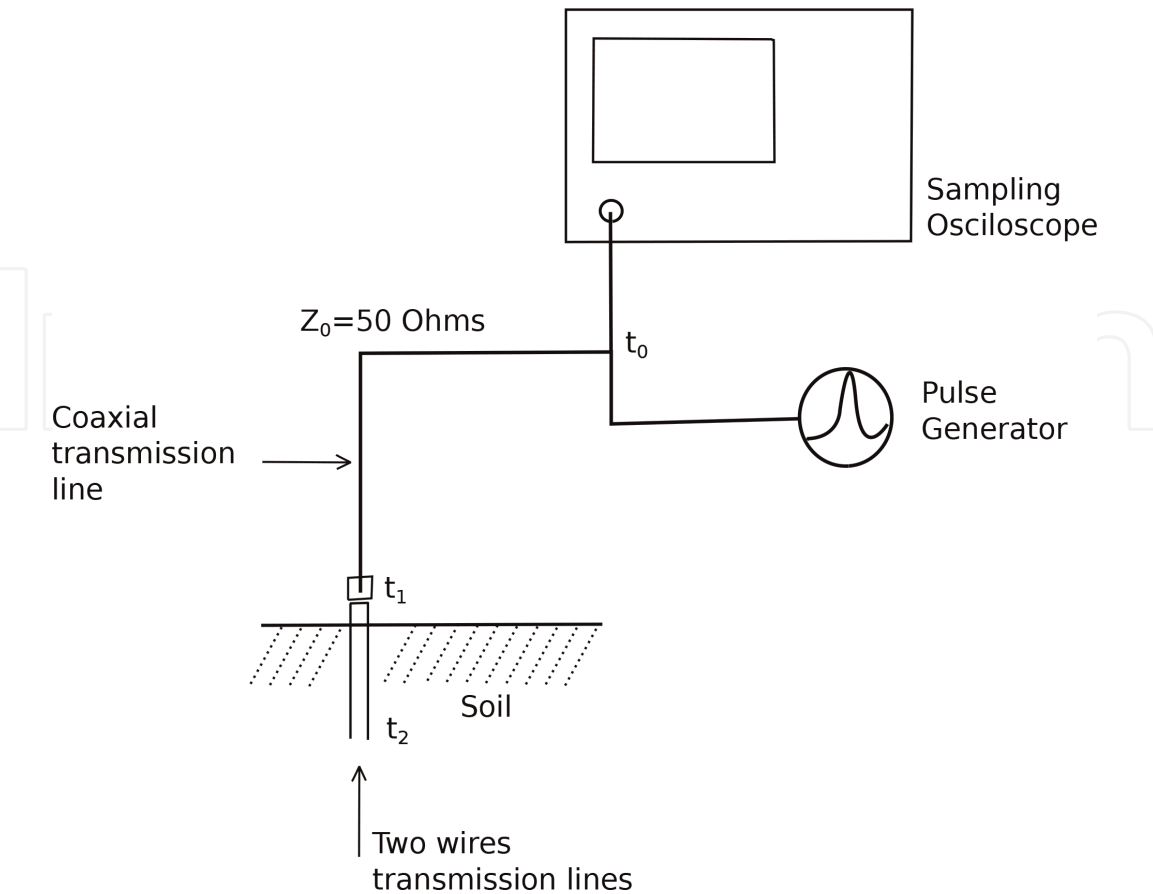 Sampling
Osciloscope
Z₀=50 Ohms
t₀
Pulse
Generator
Coaxial
transmission
line
t₁
Soil
t₂
Two wires
transmission lines